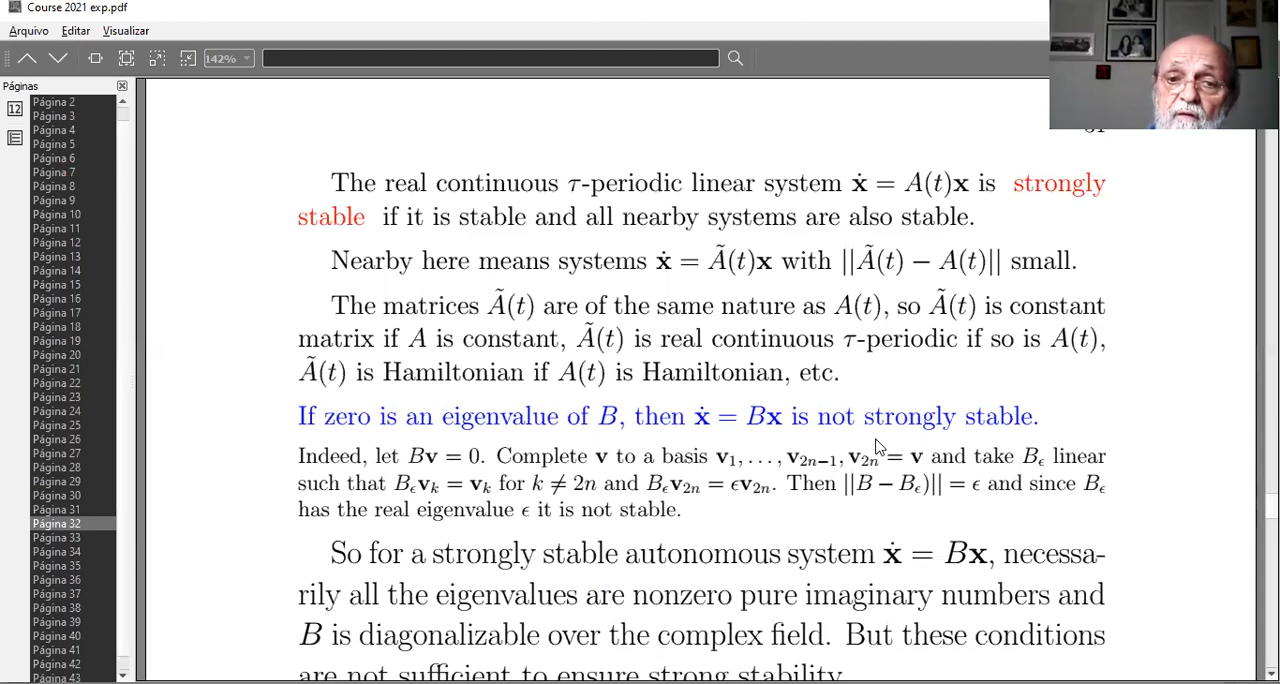 Course 2021 exp.pdf
Arquivo Editar Visualizar
142%
Páginas
12
Página 2
Página 3
Página 4
Página 5
Página 6
Página 7
Página 8
Página 9
Página 10
Página 11
Página 12
Página 13
Página 14
Página 15
Página 16
Página 17
Página 18
Página 19
Página 20
Página 21
Página 22
Página 23
Página 24
Página 25
Página 26
Página 27
Página 28
Página 29
Página 30
Página 31
Página 32
Página 33
Página 34
Página 35
Página 36
Página 37
Página 38
Página 39
Página 40
Página 41
Página 42
Página 43
The real continuous τ-periodic linear system ẋ = A(t)x is strongly
stable if it is stable and all nearby systems are also stable.
Nearby here means systems ẋ = Ã(t)x with ||Ã(t) − A(t)|| small.
The matrices Ã(t) are of the same nature as A(t), so Ã(t) is constant
matrix if A is constant, Ã(t) is real continuous τ-periodic if so is A(t),
Ã(t) is Hamiltonian if A(t) is Hamiltonian, etc.
If zero is an eigenvalue of B, then ẋ = Bx is not strongly stable.
Indeed, let Bv = 0. Complete v to a basis v₁, . . . , v₂ₙ₋₁, v₂ₙ = v and take Bϵ linear
such that Bϵvₖ = vₖ for k ≠ 2n and Bϵv₂ₙ = ϵv₂ₙ. Then ||B − Bϵ)|| = ϵ and since Bϵ
has the real eigenvalue ϵ it is not stable.
So for a strongly stable autonomous system ẋ = Bx, necessa-
rily all the eigenvalues are nonzero pure imaginary numbers and
B is diagonalizable over the complex field. But these conditions
are not sufficient to ensure strong stability